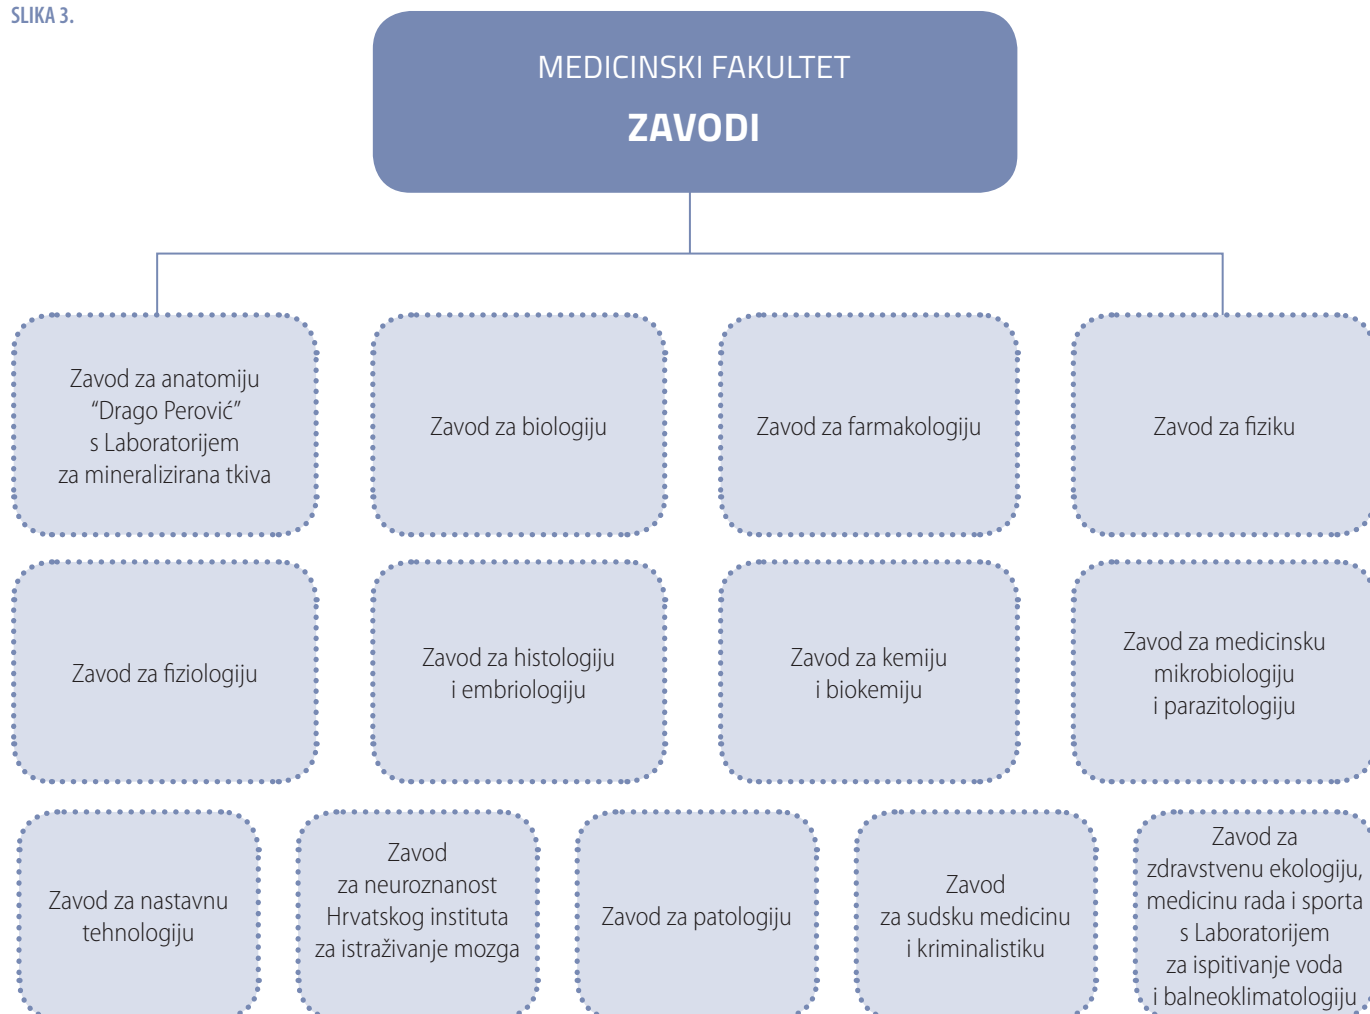 SLIKA 3.
MEDICINSKI FAKULTET
ZAVODI
Zavod za anatomiju
“Drago Perović”
s Laboratorijem
za mineralizirana tkiva
Zavod za biologiju
Zavod za farmakologiju
Zavod za fiziku
Zavod za fiziologiju
Zavod za histologiju
i embriologiju
Zavod za kemiju
i biokemiju
Zavod za medicinsku
mikrobiologiju
i parazitologiju
Zavod za nastavnu
tehnologiju
Zavod
za neuroznanost
Hrvatskog instituta
za istraživanje mozga
Zavod za patologiju
Zavod
za sudsku medicinu
i kriminalistiku
Zavod za
zdravstvenu ekologiju,
medicinu rada i sporta
s Laboratorijem
za ispitivanje voda
i balneoklimatologiju